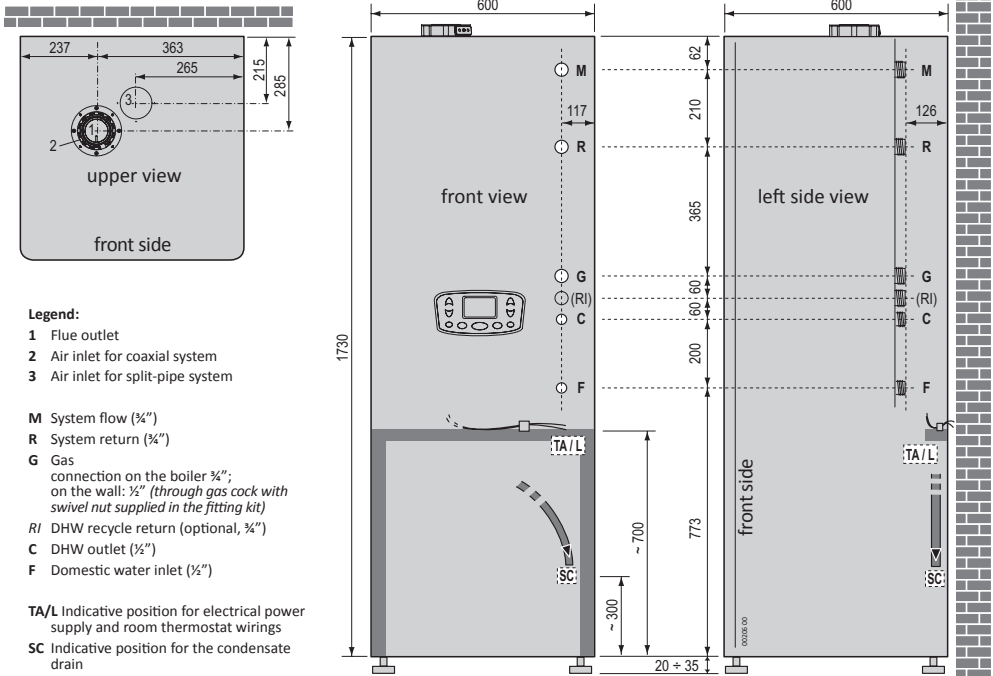 600
600
237
363
265
215
285
3
1
2
upper view
front side
62
M
M
117
210
126
R
R
front view
365
left side view
G
G
60
(RI)
(RI)
60
C
C
1730
200
F
F
TA / L
TA / L
front side
773
~ 700
SC
SC
~ 300
00206 00
20 ÷ 35
Legend:
1 Flue outlet
2 Air inlet for coaxial system
3 Air inlet for split-pipe system
M System flow (¾”)
R System return (¾”)
G Gas
connection on the boiler ¾”;
on the wall: ½” (through gas cock with
swivel nut supplied in the fitting kit)
RI DHW recycle return (optional, ¾”)
C DHW outlet (½”)
F Domestic water inlet (½”)
TA/L Indicative position for electrical power
supply and room thermostat wirings
SC Indicative position for the condensate
drain